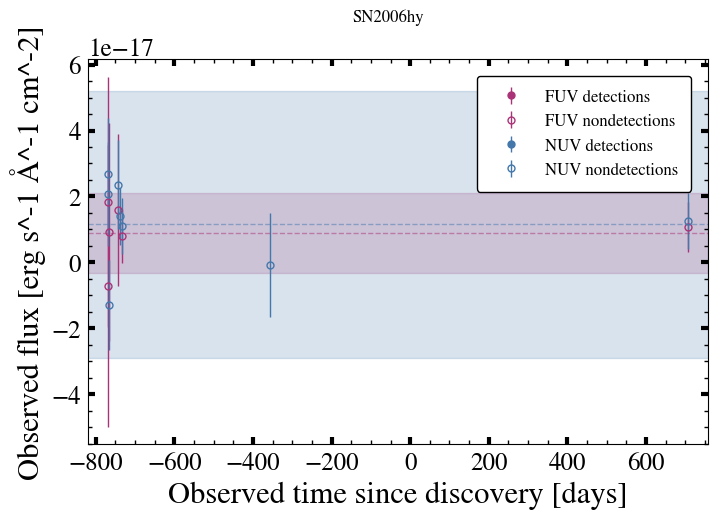 SN2006hy
1e−17
6
4
2
0
−2
−4
Observed flux [erg s^-1 Å^-1 cm^-2]
FUV detections
FUV nondetections
NUV detections
NUV nondetections
−800 −600 −400 −200 0 200 400 600
Observed time since discovery [days]